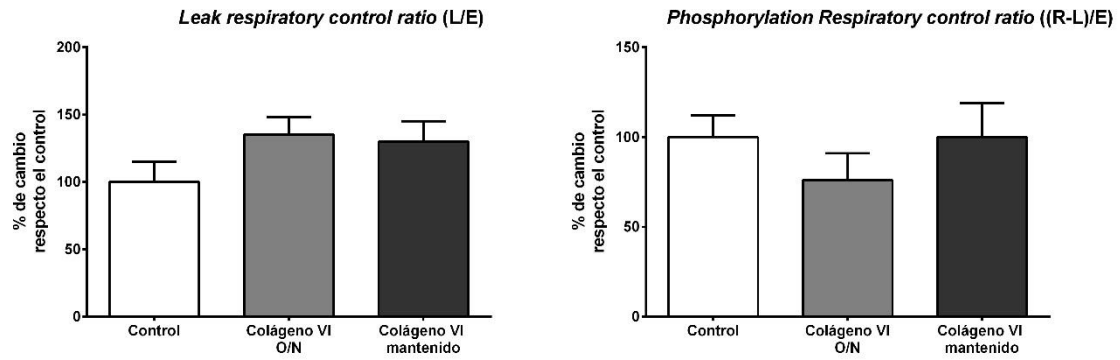 Leak respiratory control ratio (L/E)
% de cambio
respecto el control
200
150
100
50
0
Control
Colágeno VI
O/N
Colágeno VI
mantenido
Phosphorylation Respiratory control ratio ((R-L)/E)
% de cambio
respecto el control
150
100
50
0
Control
Colágeno VI
O/N
Colágeno VI
mantenido